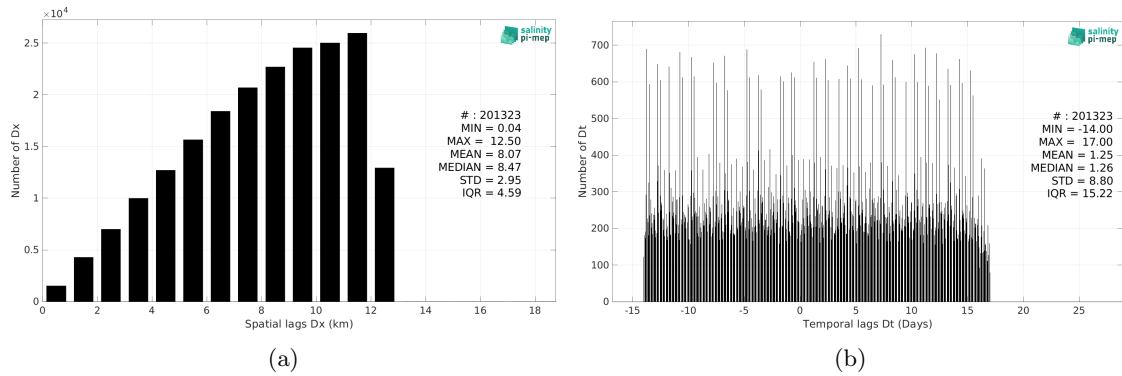 ×10⁴
salinity
pi-mep
2.5
2
1.5
1
0.5
0
Number of Dx
# : 201323
MIN = 0.04
MAX = 12.50
MEAN = 8.07
MEDIAN = 8.47
STD = 2.95
IQR = 4.59
0 2 4 6 8 10 12 14 16 18
Spatial lags Dx (km)
(a)
salinity
pi-mep
700
600
500
400
300
200
100
0
Number of Dt
# : 201323
MIN = -14.00
MAX = 17.00
MEAN = 1.25
MEDIAN = 1.26
STD = 8.80
IQR = 15.22
-15 -10 -5 0 5 10 15 20 25
Temporal lags Dt (Days)
(b)